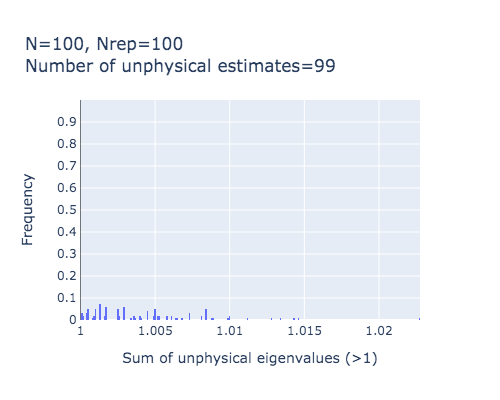 N=100, Nrep=100
Number of unphysical estimates=99
Frequency
0.9
0.8
0.7
0.6
0.5
0.4
0.3
0.2
0.1
0
1 1.005 1.01 1.015 1.02
Sum of unphysical eigenvalues (>1)